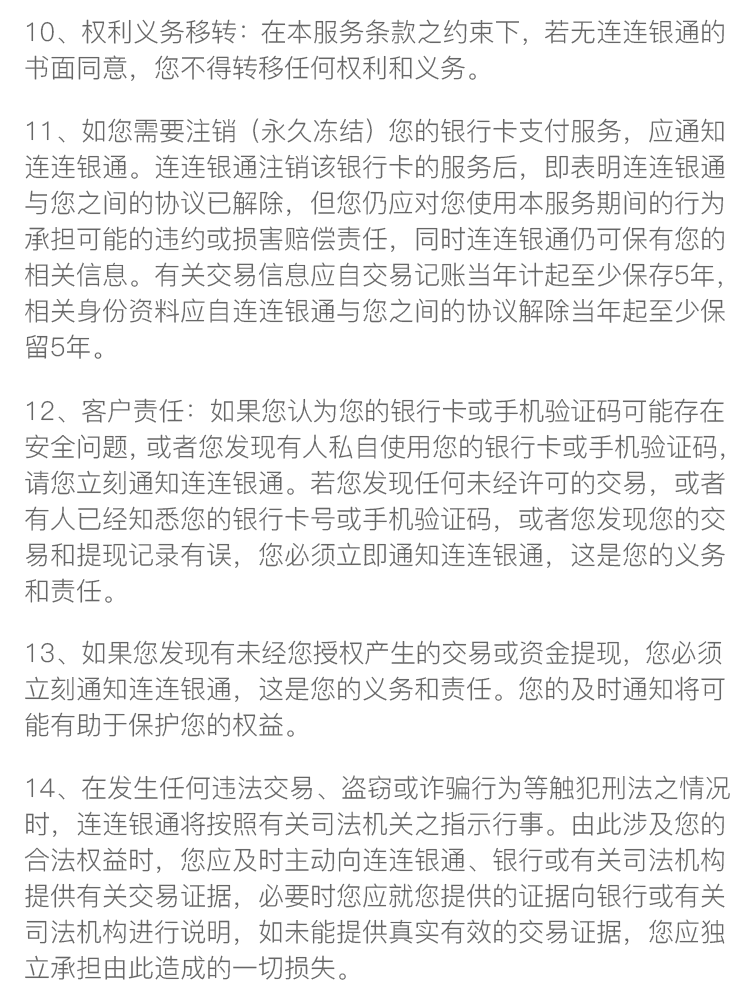 10、权利义务移转：在本服务条款之约束下，若无连连银通的
书面同意，您不得转移任何权利和义务。
11、如您需要注销（永久冻结）您的银行卡支付服务，应通知
连连银通。连连银通注销该银行卡的服务后，即表明连连银通
与您之间的协议已解除，但您仍应对您使用本服务期间的行为
承担可能的违约或损害赔偿责任，同时连连银通仍可保有您的
相关信息。有关交易信息应自交易记账当年计起至少保存5年，
相关身份资料应自连连银通与您之间的协议解除当年起至少保
留5年。
12、客户责任：如果您认为您的银行卡或手机验证码可能存在
安全问题，或者您发现有人私自使用您的银行卡或手机验证码，
请您立刻通知连连银通。若您发现任何未经许可的交易，或者
有人已经知悉您的银行卡号或手机验证码，或者您发现您的交
易和提现记录有误，您必须立即通知连连银通，这是您的义务
和责任。
13、如果您发现有未经您授权产生的交易或资金提现，您必须
立刻通知连连银通，这是您的义务和责任。您的及时通知将可
能有助于保护您的权益。
14、在发生任何违法交易、盗窃或诈骗行为等触犯刑法之情况
时，连连银通将按照有关司法机关之指示行事。由此涉及您的
合法权益时，您应及时主动向连连银通、银行或有关司法机构
提供有关交易证据，必要时您应就您提供的证据向银行或有关
司法机构进行说明，如未能提供真实有效的交易证据，您应独
立承担由此造成的一切损失。